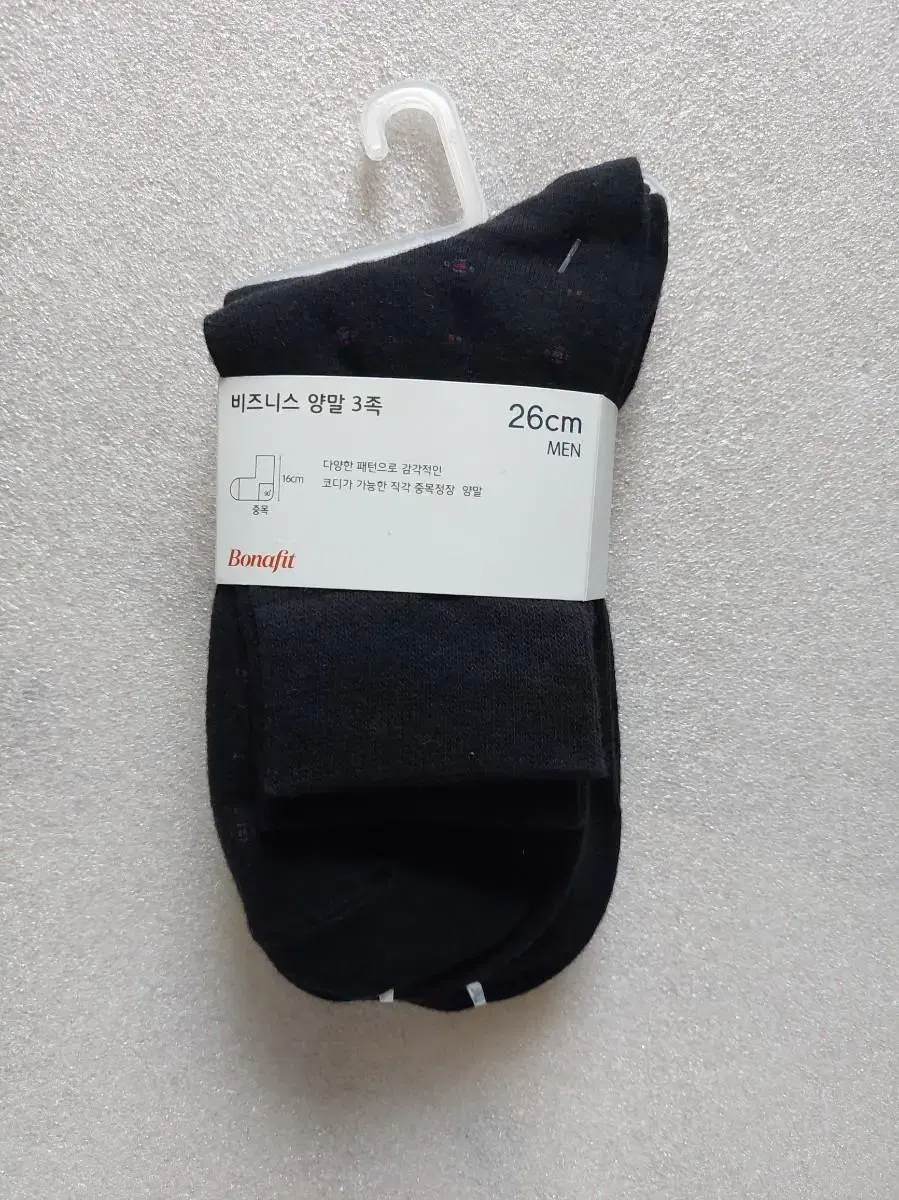 비즈니스 양말 3족
26cm
MEN
다양한 패턴으로 감각적인
코디가 가능한 직각 중목정장 양말
16cm
90°
중목
Bonafit